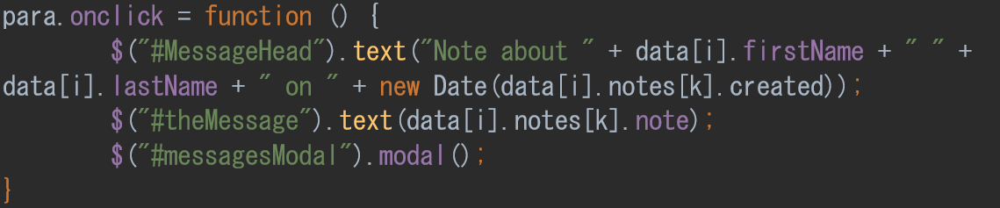 para.onclick = function () {
$("#MessageHead").text("Note about " + data[i].firstName + " " +
data[i].lastName + " on " + new Date(data[i].notes[k].created));
$("#theMessage").text(data[i].notes[k].note);
$("#messagesModal").modal();
}